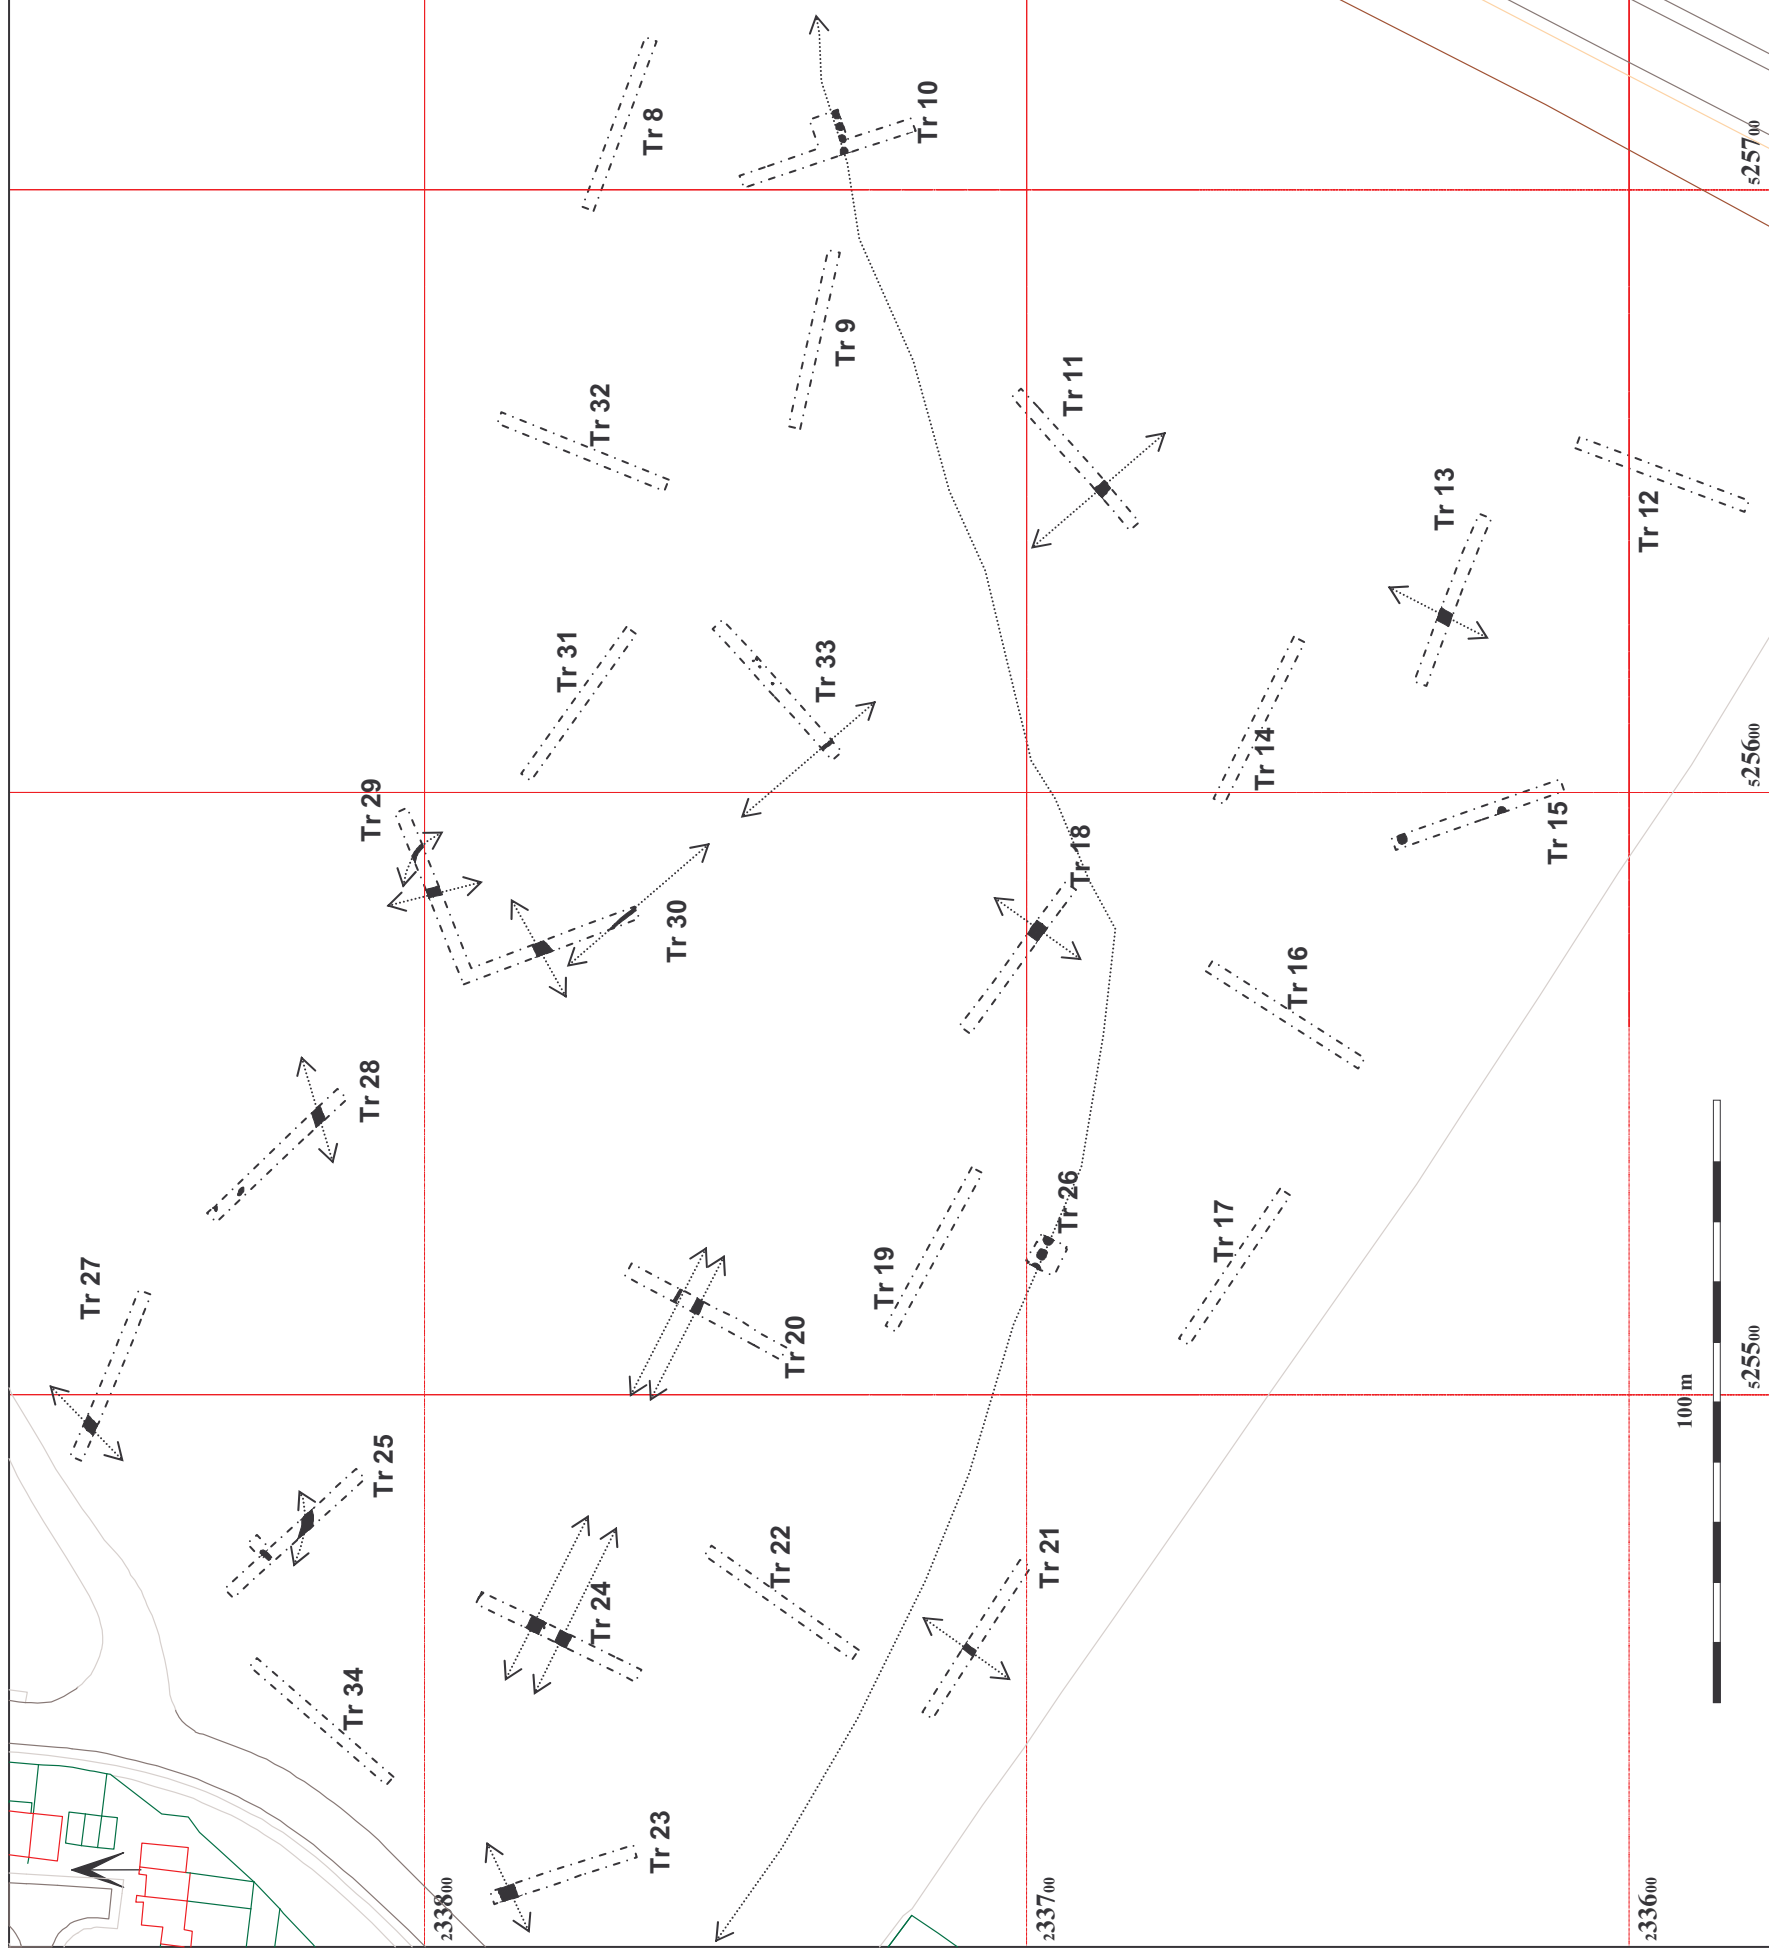 Tr 8
Tr 10
Tr 9
Tr 32
Tr 11
Tr 13
Tr 12
Tr 31
Tr 33
Tr 14
Tr 29
Tr 15
Tr 18
Tr 30
Tr 16
Tr 28
Tr 26
Tr 17
Tr 27
Tr 19
Tr 20
Tr 25
Tr 22
Tr 21
Tr 24
Tr 34
Tr 23
525700
525600
525500
100 m
233800
233700
233600